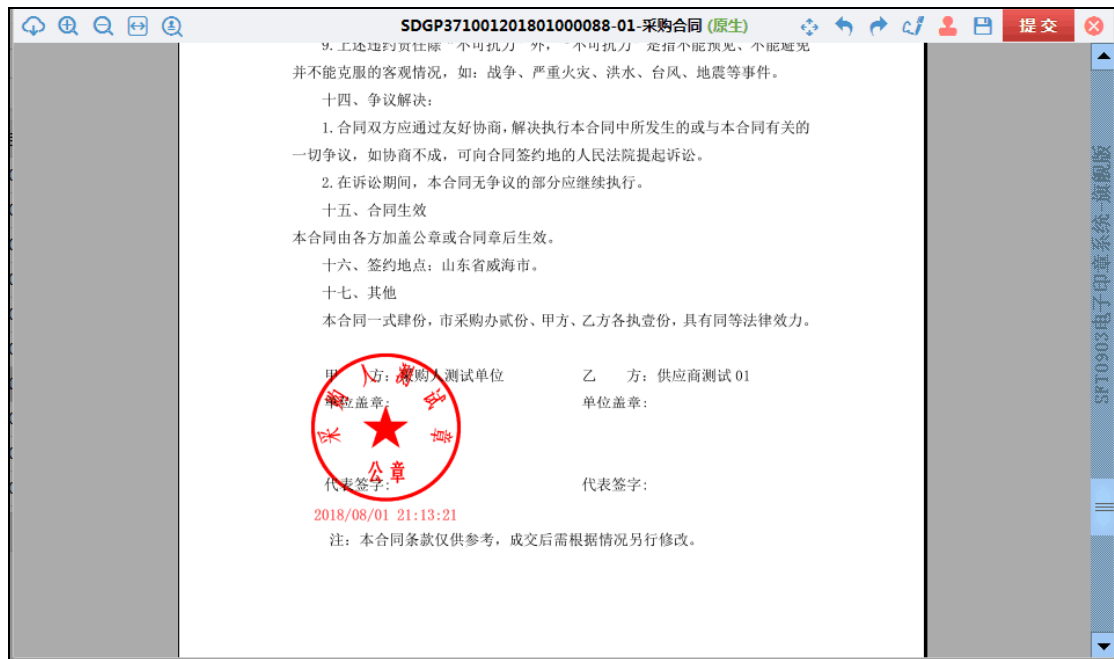 SDGP371001201801000088-01-采购合同 (原生)
提交
9.上述违约责任除“不可抗力”外,“不可抗力”是指不能预见、不能避免
并不能克服的客观情况，如：战争、严重火灾、洪水、台风、地震等事件。
十四、争议解决：
1.合同双方应通过友好协商，解决执行本合同中所发生的或与本合同有关的
一切争议，如协商不成，可向合同签约地的人民法院提起诉讼。
2.在诉讼期间，本合同无争议的部分应继续执行。
十五、合同生效
本合同由各方加盖公章或合同章后生效。
十六、签约地点：山东省威海市。
十七、其他
本合同一式肆份，市采购办贰份、甲方、乙方各执壹份，具有同等法律效力。
甲 方：采购人测试单位 乙 方：供应商测试 01
单位盖章： 单位盖章：
采购人测试章
公章
代表签字： 代表签字：
2018/08/01 21:13:21
注：本合同条款仅供参考，成交后需根据情况另行修改。
SFT0903电子印章系统-旗舰版